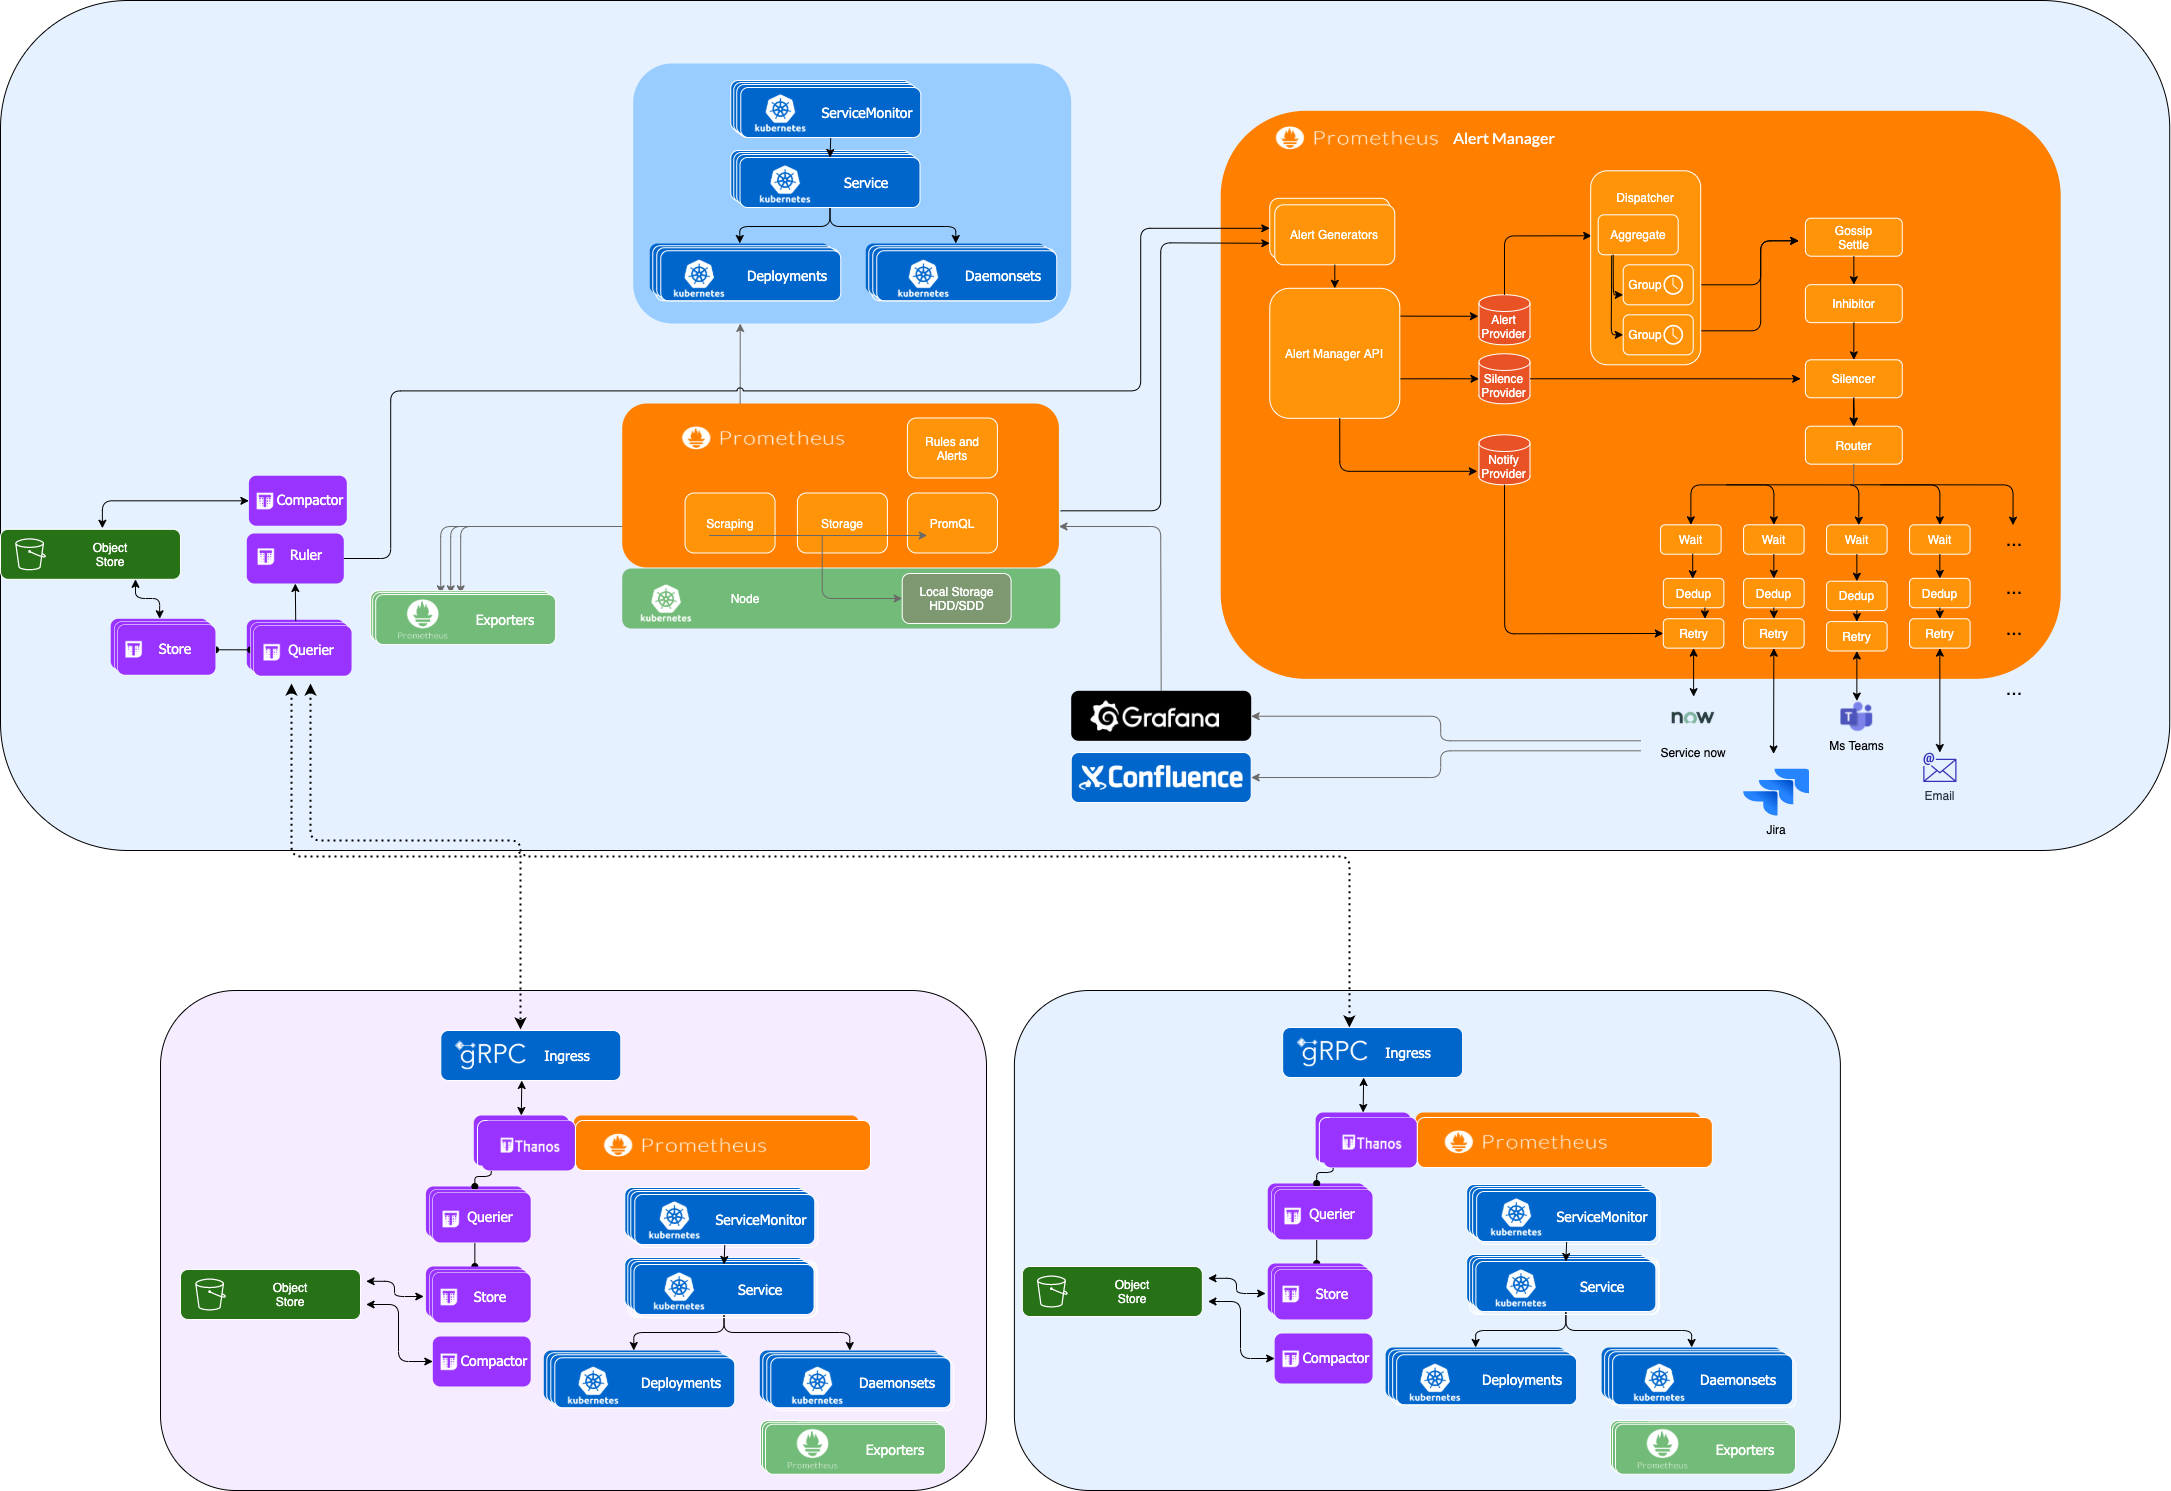 ServiceMonitor
kubernetes
Service
kubernetes
Deployments
kubernetes
Daemonsets
kubernetes
Prometheus Alert Manager
Alert Generators
Alert Manager API
Alert
Provider
Silence
Provider
Notify
Provider
Dispatcher
Aggregate
Group
Group
Gossip
Settle
Inhibitor
Silencer
Router
Wait
Wait
Wait
Wait
...
Dedup
Dedup
Dedup
Dedup
...
Retry
Retry
Retry
Retry
...
...
now
Service now
Jira
Ms Teams
@
Email
Prometheus
Rules and
Alerts
Scraping
Storage
PromQL
kubernetes
Node
Local Storage
HDD/SDD
Prometheus
Exporters
Compactor
Object
Store
Ruler
Store
Querier
Grafana
Confluence
gRPC Ingress
Thanos
Prometheus
Querier
Object
Store
Store
Compactor
ServiceMonitor
kubernetes
Service
kubernetes
Deployments
kubernetes
Daemonsets
kubernetes
Exporters
Prometheus
gRPC Ingress
Thanos
Prometheus
Querier
Object
Store
Store
Compactor
ServiceMonitor
kubernetes
Service
kubernetes
Deployments
kubernetes
Daemonsets
kubernetes
Exporters
Prometheus